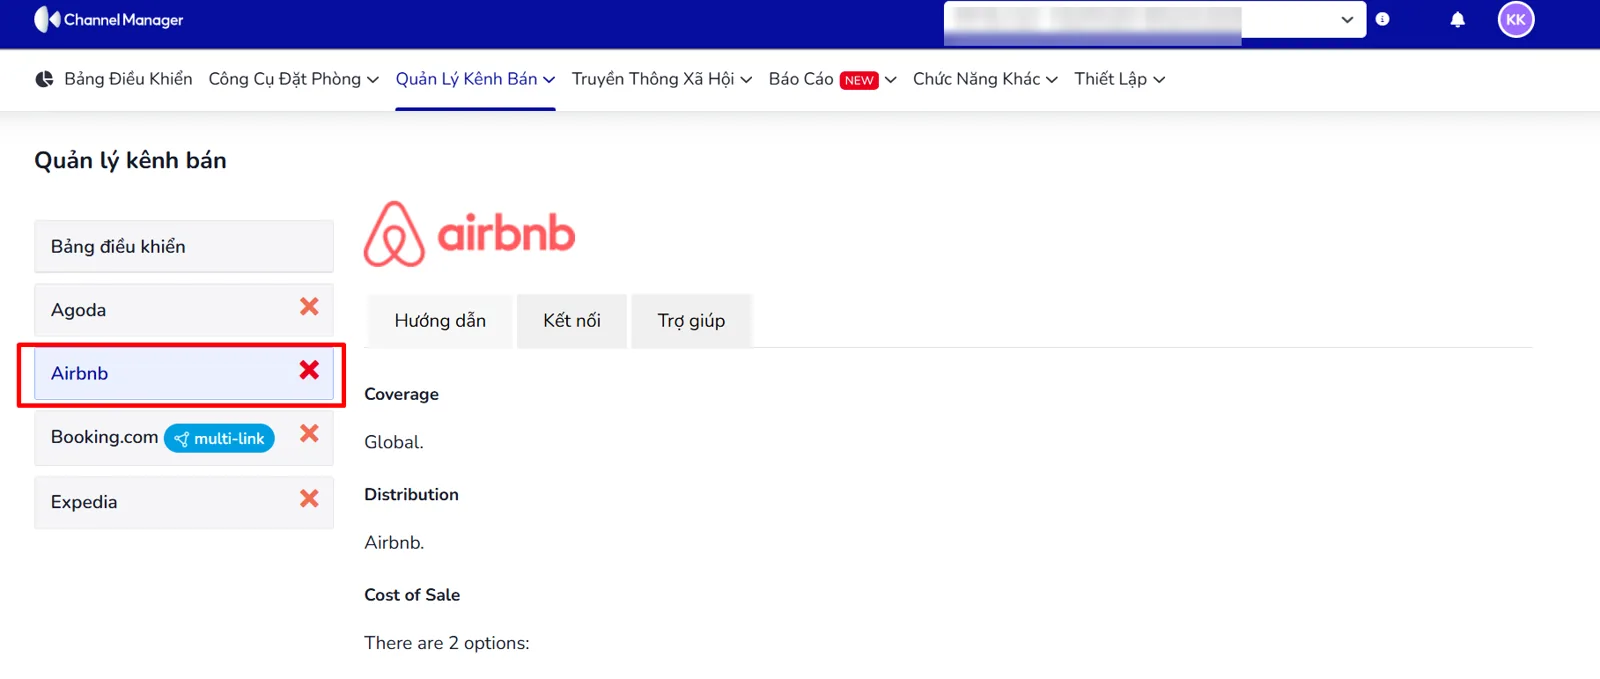 Channel Manager
KK
Bảng Điều Khiển Công Cụ Đặt Phòng Quản Lý Kênh Bán Truyền Thông Xã Hội Báo Cáo NEW Chức Năng Khác Thiết Lập
Quản lý kênh bán
Bảng điều khiển
Agoda
Airbnb
Booking.com multi-link
Expedia
airbnb
Hướng dẫn Kết nối Trợ giúp
Coverage
Global.
Distribution
Airbnb.
Cost of Sale
There are 2 options: